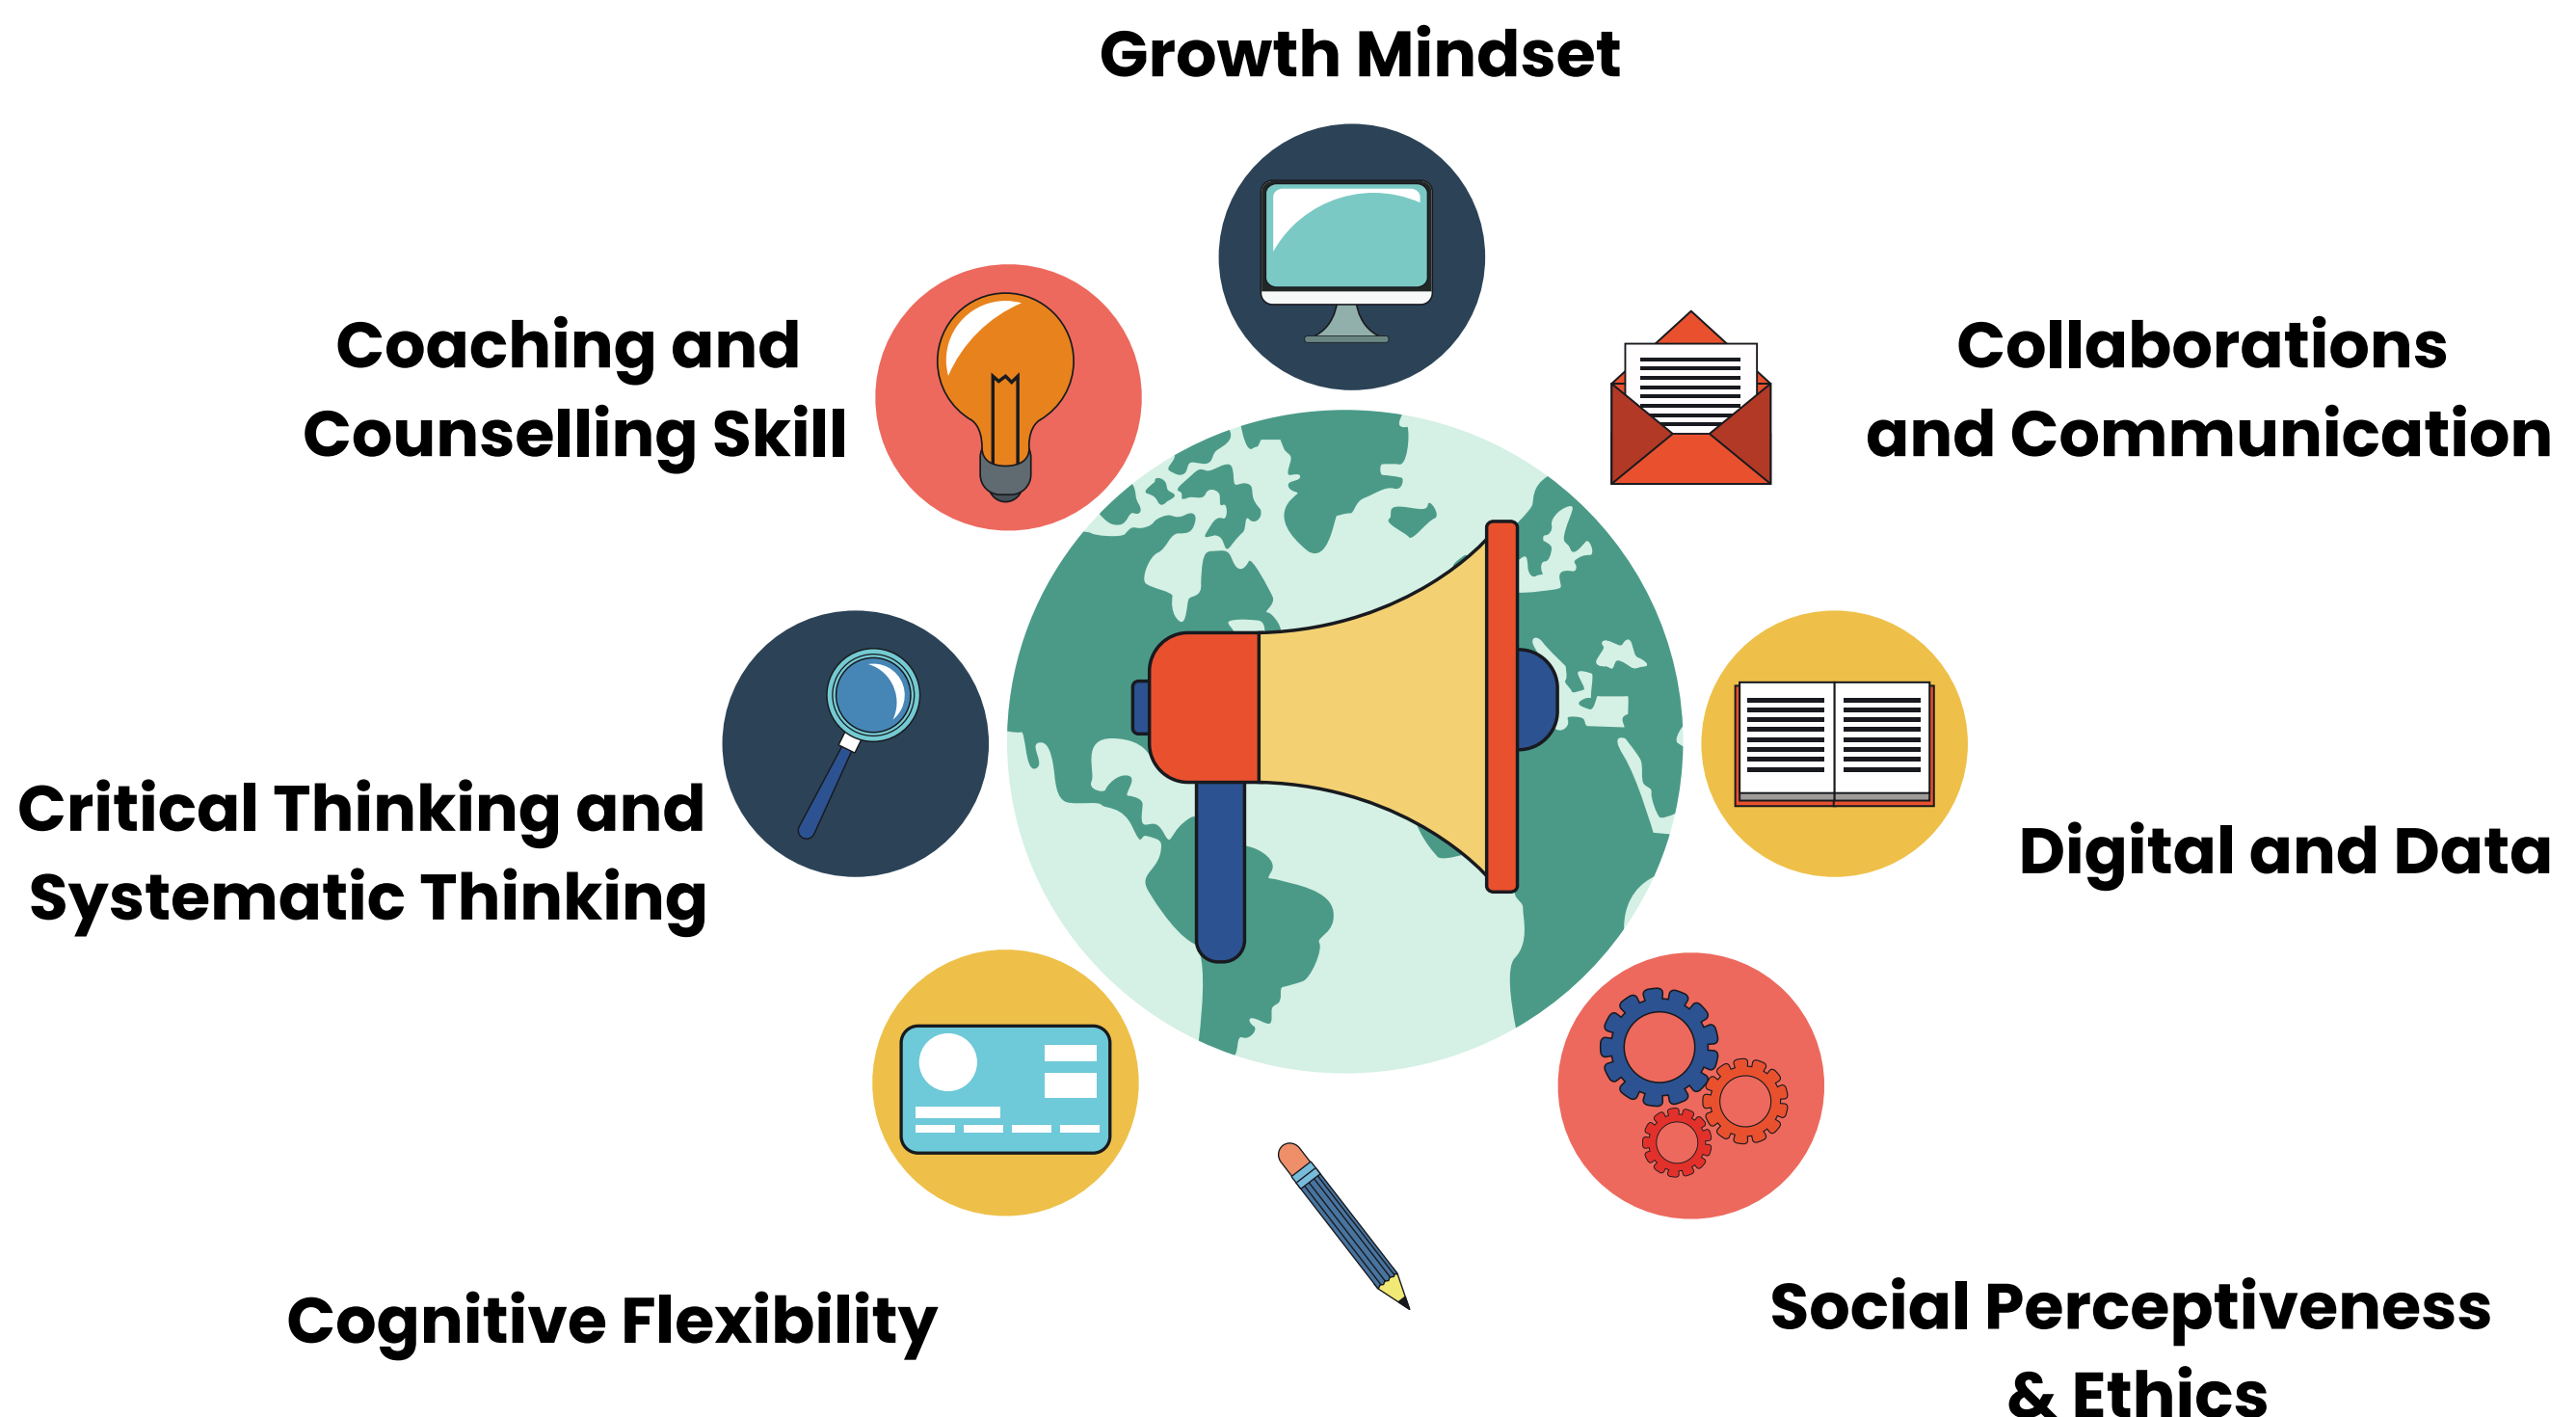 Growth Mindset
Coaching and
Counselling Skill
Collaborations
and Communication
Critical Thinking and
Systematic Thinking
Digital and Data
Cognitive Flexibility
Social Perceptiveness
& Ethics